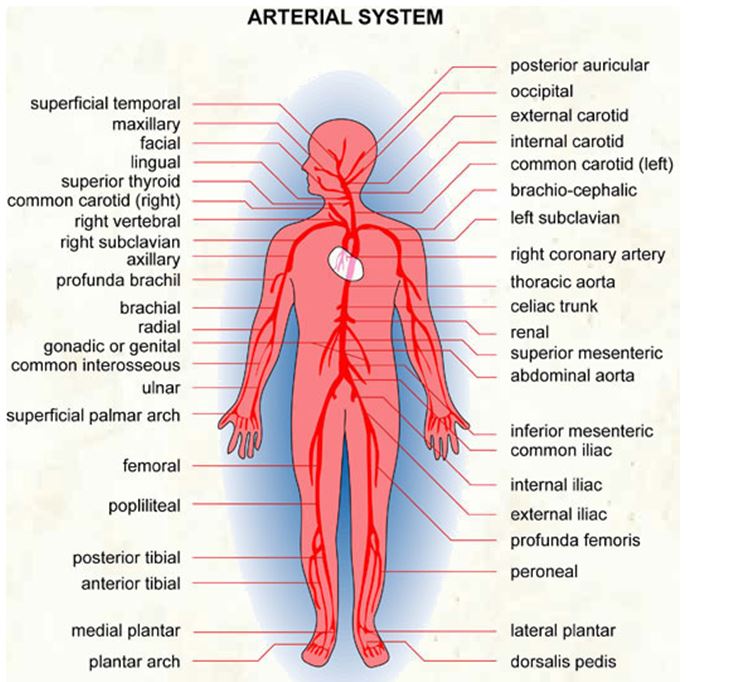 ARTERIAL SYSTEM
superficial temporal
maxillary
facial
lingual
superior thyroid
common carotid (right)
right vertebral
right subclavian
axillary
profunda brachil
brachial
radial
gonadic or genital
common interosseous
ulnar
superficial palmar arch
femoral
popliliteal
posterior tibial
anterior tibial
medial plantar
plantar arch
posterior auricular
occipital
external carotid
internal carotid
common carotid (left)
brachio-cephalic
left subclavian
right coronary artery
thoracic aorta
celiac trunk
renal
superior mesenteric
abdominal aorta
inferior mesenteric
common iliac
internal iliac
external iliac
profunda femoris
peroneal
lateral plantar
dorsalis pedis